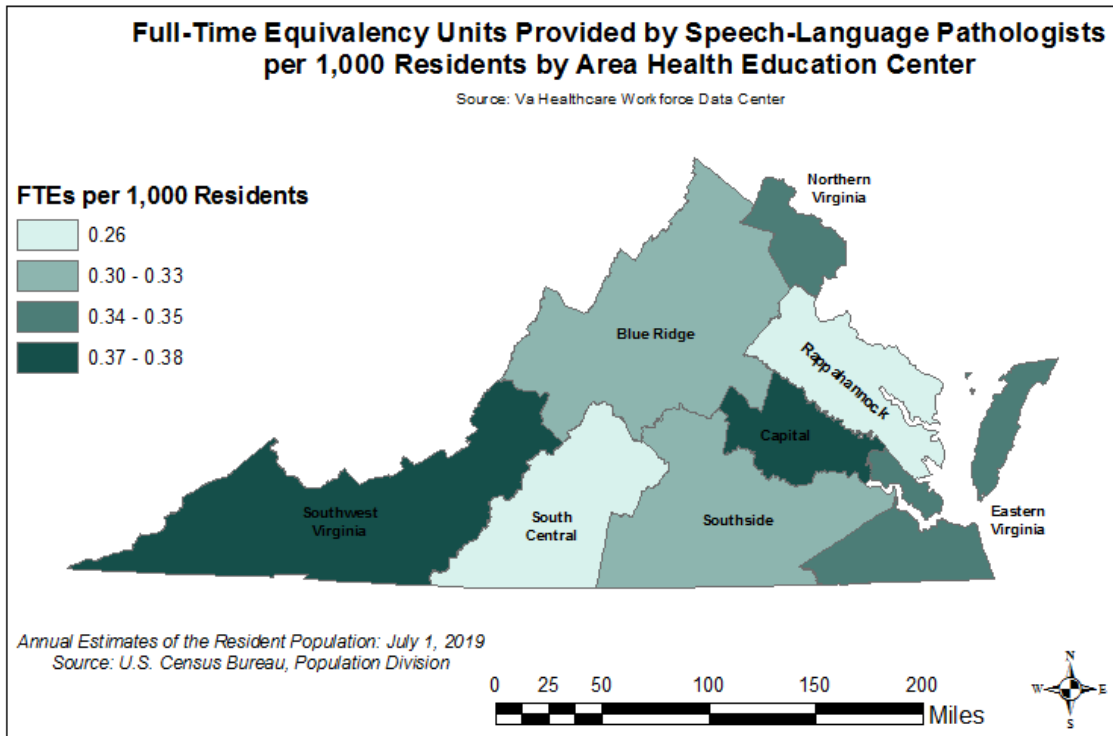 Full-Time Equivalency Units Provided by Speech-Language Pathologists
per 1,000 Residents by Area Health Education Center
Source: Va Healthcare Workforce Data Center
FTEs per 1,000 Residents
0.26
0.30 - 0.33
0.34 - 0.35
0.37 - 0.38
Northern
Virginia
Blue Ridge
Rappahannock
Capital
Southwest
Virginia
South
Central
Southside
Eastern
Virginia
Annual Estimates of the Resident Population: July 1, 2019
Source: U.S. Census Bureau, Population Division
0 25 50 100 150 200
Miles
N
W E
S